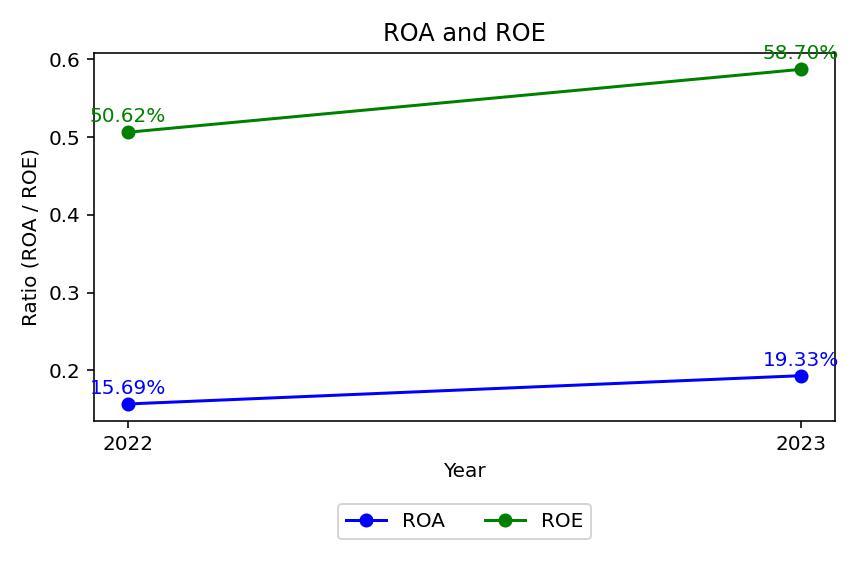 ROA and ROE
58.70%
0.6
50.62%
0.5
0.4
0.3
19.33%
0.2
15.69%
Ratio (ROA / ROE)
2022
2023
Year
ROA
ROE